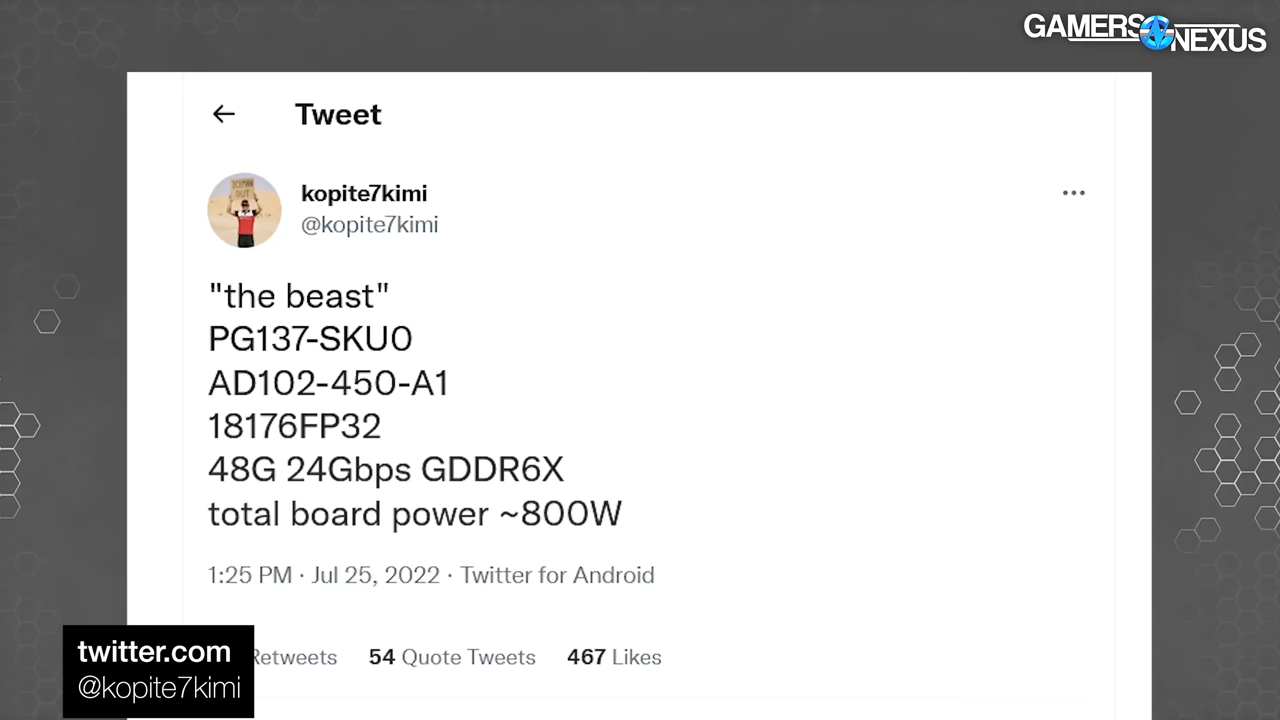 GAMERS NEXUS
← Tweet
kopite7kimi
@kopite7kimi
"the beast"
PG137-SKU0
AD102-450-A1
18176FP32
48G 24Gbps GDDR6X
total board power ~800W
1:25 PM · Jul 25, 2022 · Twitter for Android
Retweets 54 Quote Tweets 467 Likes
twitter.com
@kopite7kimi